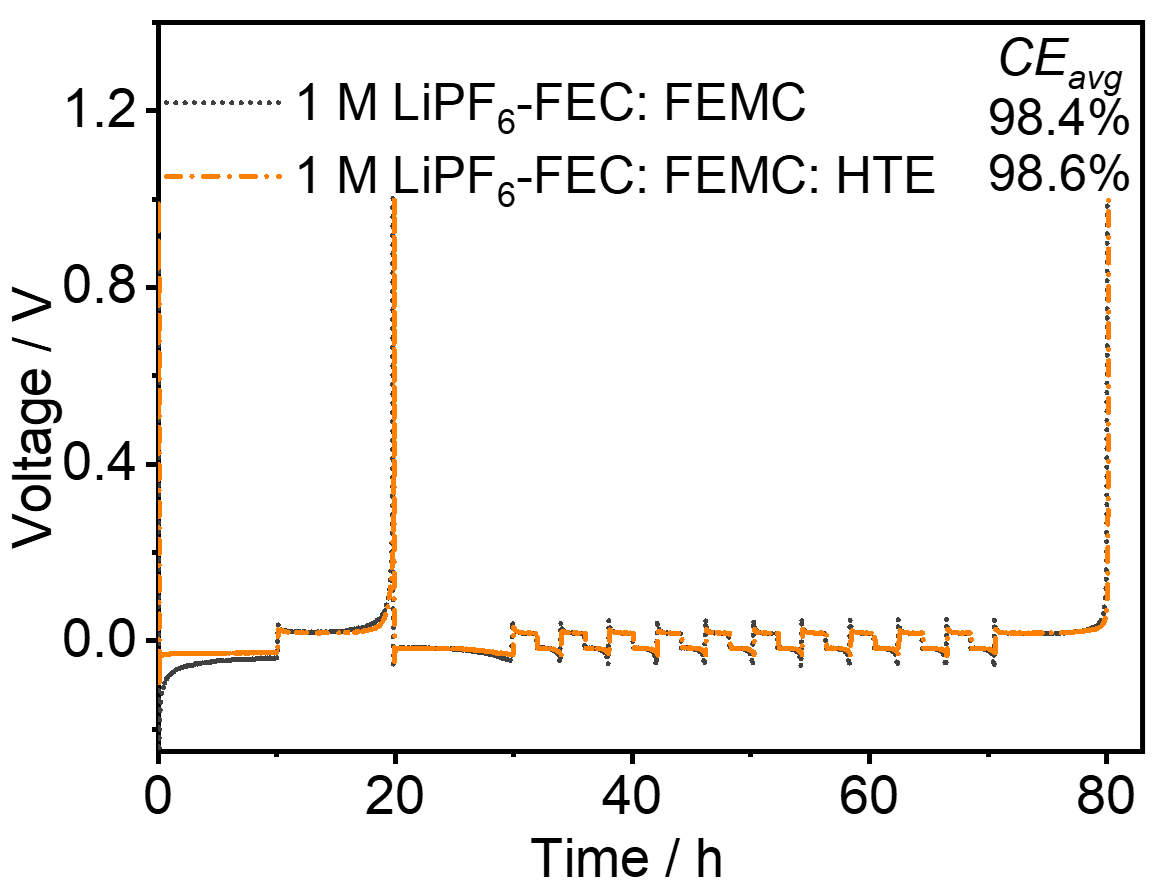 CEavg
1 M LiPF6-FEC: FEMC 98.4%
1 M LiPF6-FEC: FEMC: HTE 98.6%
1.2
0.8
0.4
0.0
Voltage / V
0 20 40 60 80
Time / h